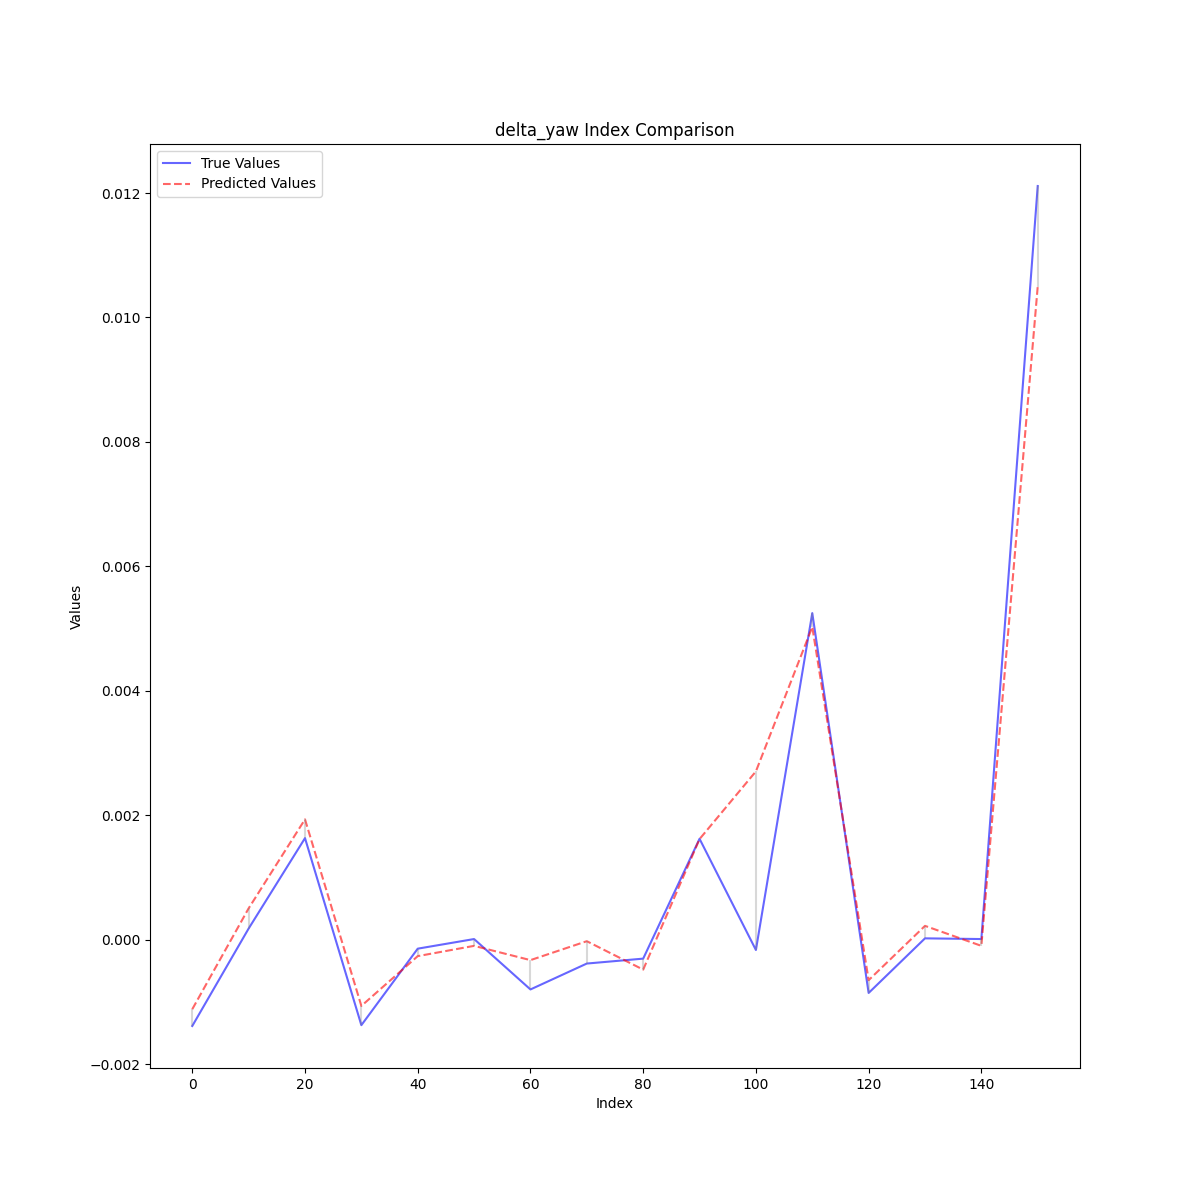 delta_yaw Index Comparison
True Values
Predicted Values
0.012
0.010
0.008
0.006
0.004
0.002
0.000
−0.002
Values
0 20 40 60 80 100 120 140
Index